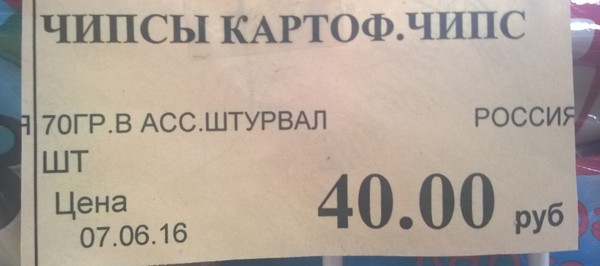 ЧИПСЫ КАРТОФ.ЧИПС
Я 70ГР.В АСС.ШТУРВАЛ РОССИЯ
ШТ
Цена 40.00 руб
07.06.16